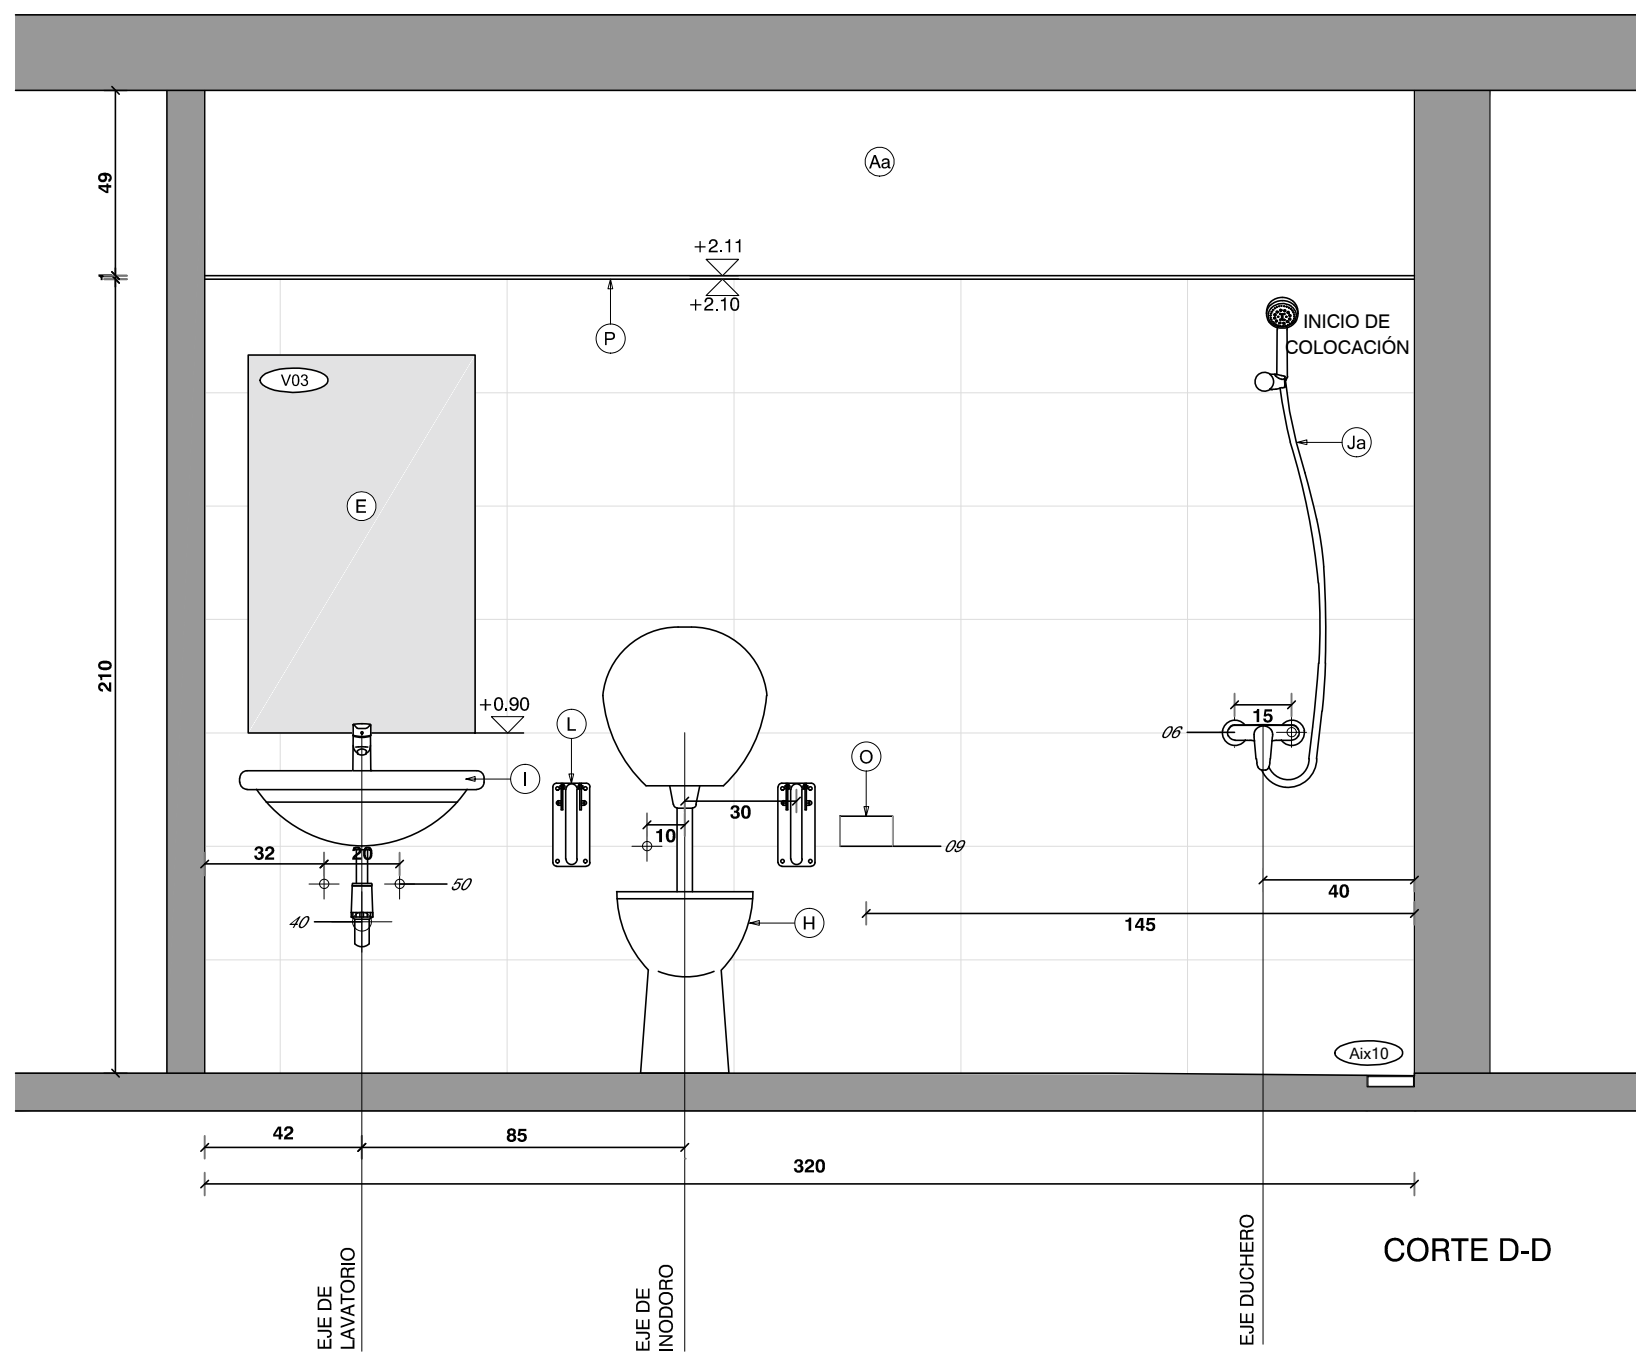 Aa
49
+2.11
+2.10
P
INICIO DE
COLOCACIÓN
V03
Ja
E
210
+0.90
L
15
06
O
I
30
10
09
32
20
50
40
40
H
145
Aix10
42
85
320
EJE DE
LAVATORIO
EJE DE
INODORO
EJE DUCHERO
CORTE D-D